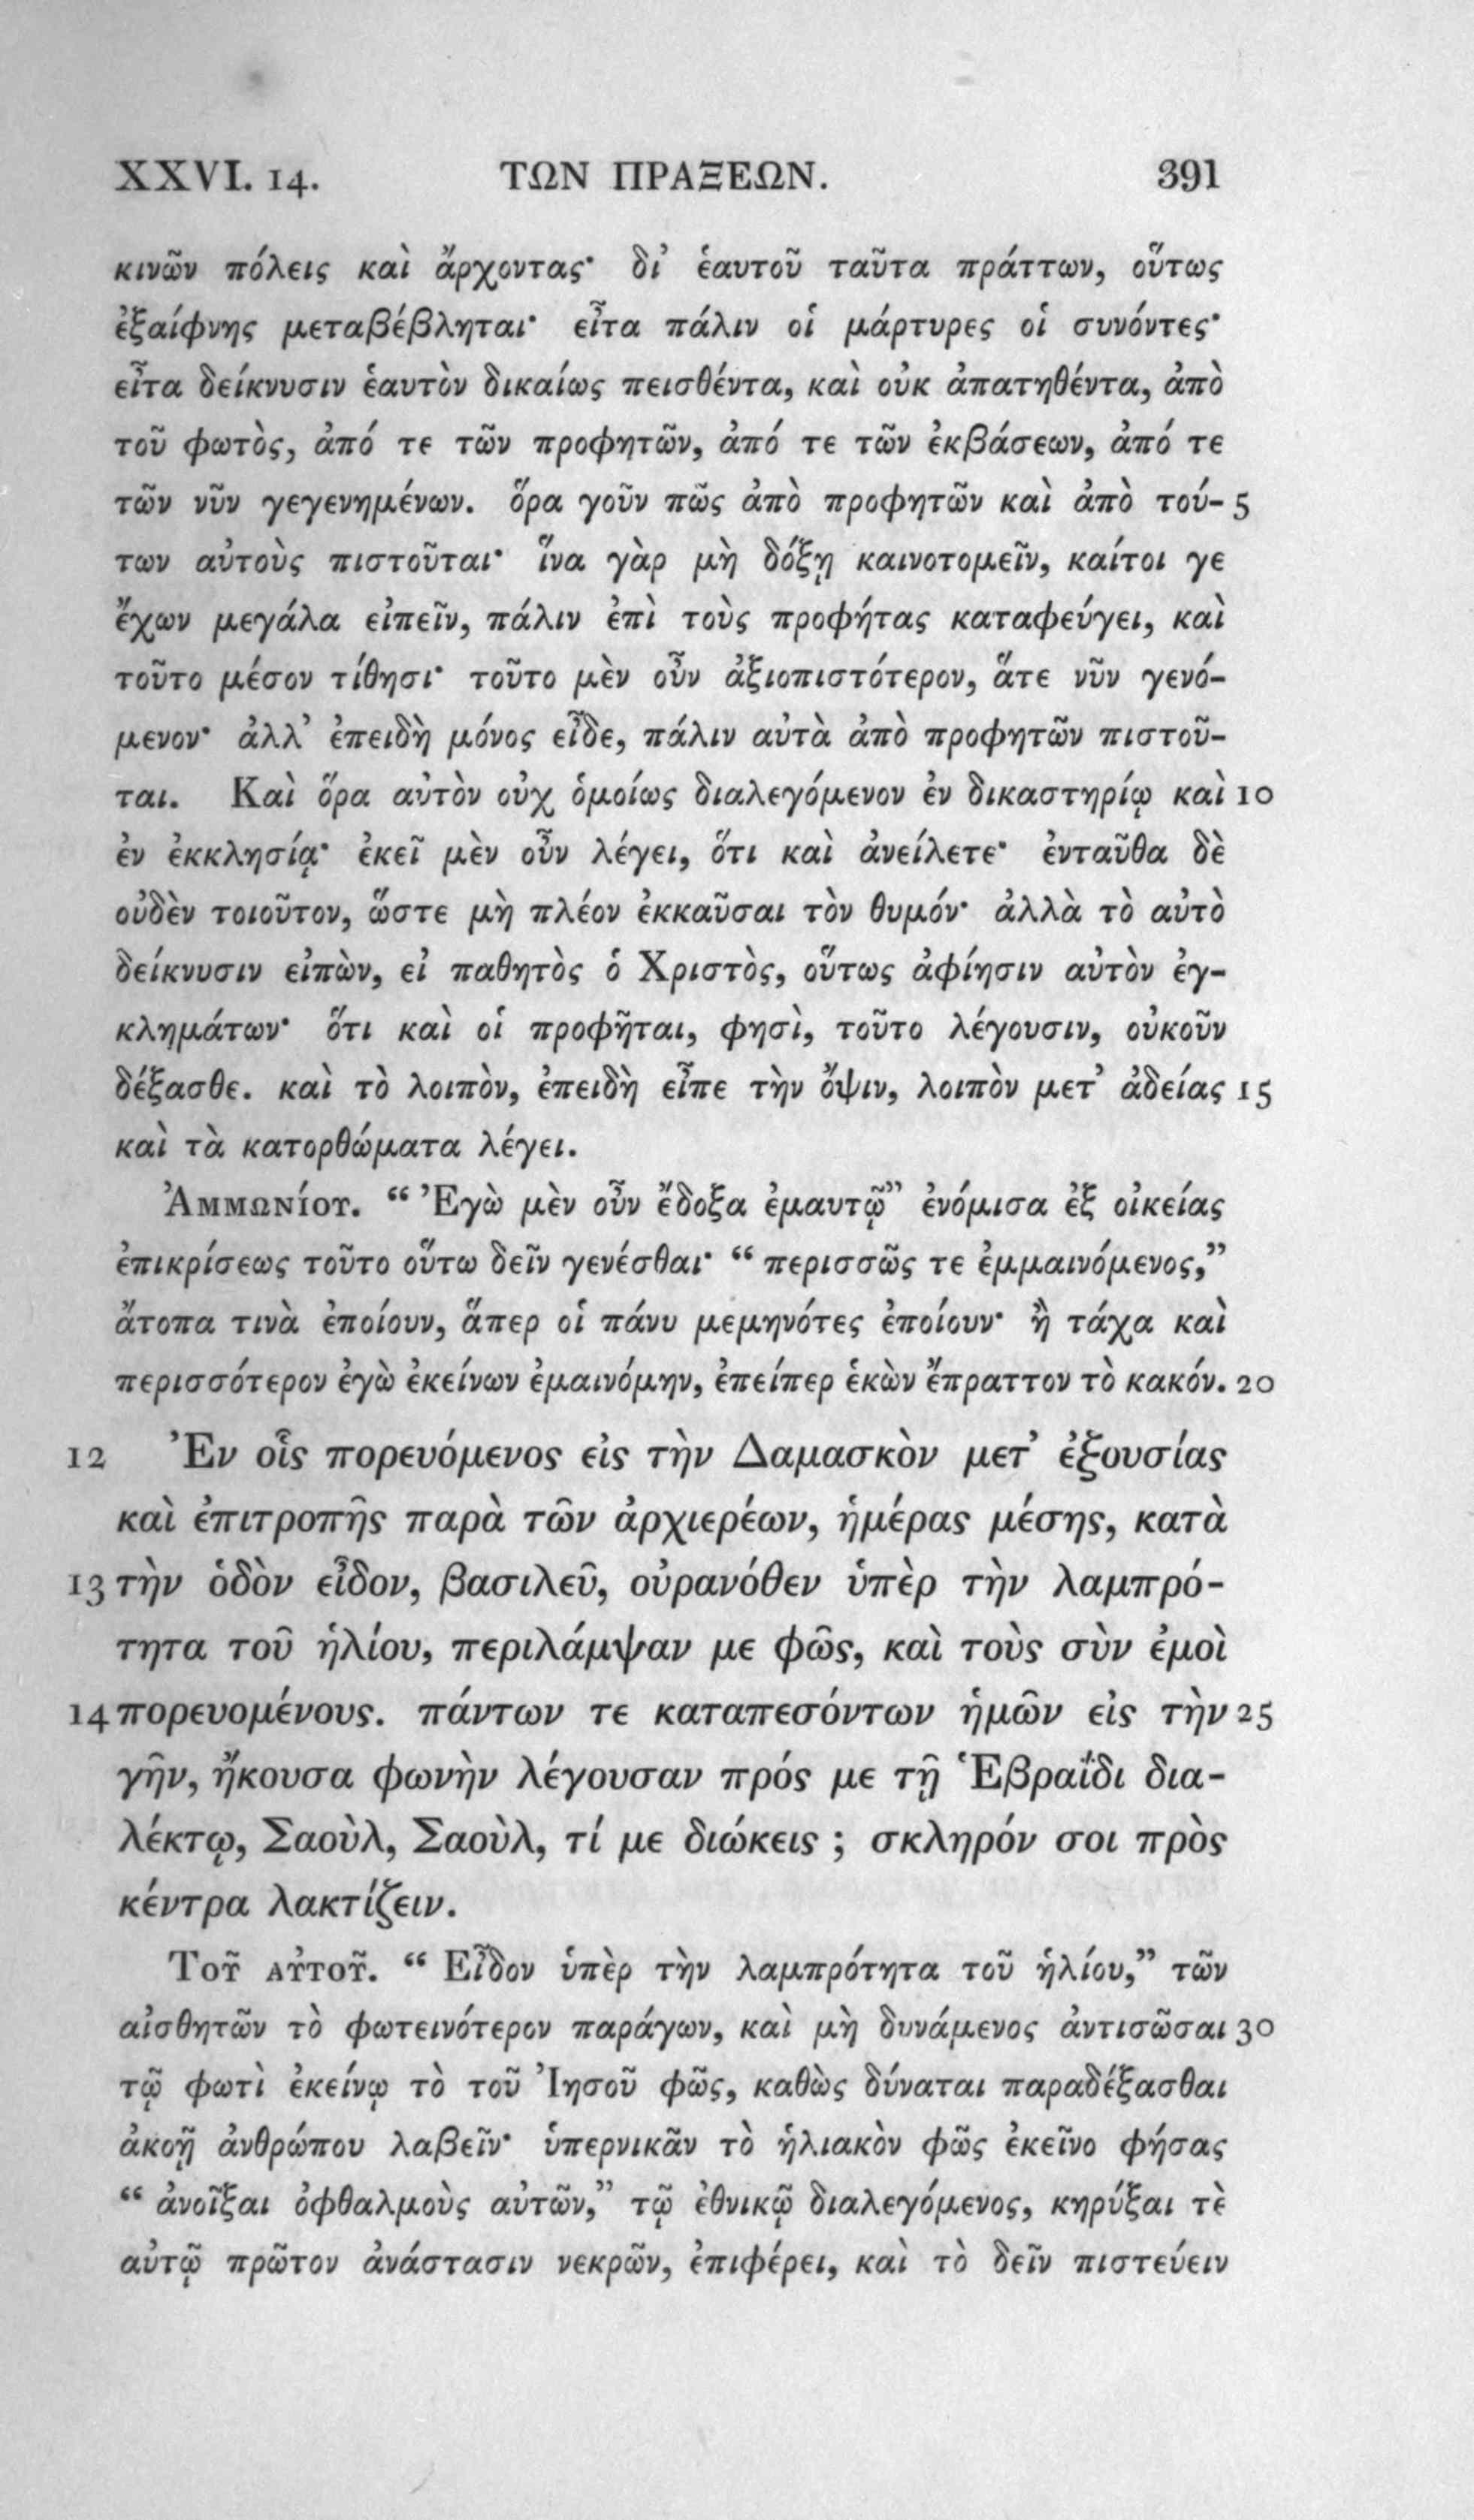 XXVI. 14. ΤΩΝ ΠΡΑΞΕΩΝ. 391
κινῶν πόλεις καὶ ἄρχοντας· δι’ ἑαυτοῦ ταῦτα πράττων, οὕτως
ἐξαίφνης μεταβέβληται· εἶτα πάλιν οἱ μάρτυρες οἱ συνόντες·
εἶτα δείκνυσιν ἑαυτὸν δικαίως πεισθέντα, καὶ οὐκ ἀπατηθέντα, ἀπὸ
τοῦ φωτὸς, ἀπό τε τῶν προφητῶν, ἀπό τε τῶν ἐκβάσεων, ἀπό τε
τῶν νῦν γεγενημένων. ὅρα γοῦν πῶς ἀπὸ προφητῶν καὶ ἀπὸ τού- 5
των αὐτοὺς πιστοῦται· ἵνα γὰρ μὴ δόξῃ καινοτομεῖν, καίτοι γε
ἔχων μεγάλα εἰπεῖν, πάλιν ἐπὶ τοὺς προφήτας καταφεύγει, καὶ
τοῦτο μέσον τίθησι· τοῦτο μὲν οὖν ἀξιοπιστότερον, ἅτε νῦν γενό-
μενον· ἀλλ’ ἐπειδὴ μόνος εἶδε, πάλιν αὐτὰ ἀπὸ προφητῶν πιστοῦ-
ται. Καὶ ὅρα αὐτὸν οὐχ ὁμοίως διαλεγόμενον ἐν δικαστηρίῳ καὶ 10
ἐν ἐκκλησίᾳ· ἐκεῖ μὲν οὖν λέγει, ὅτι καὶ ἀνείλετε· ἐνταῦθα δὲ
οὐδὲν τοιοῦτον, ὥστε μὴ πλέον ἐκκαῦσαι τὸν θυμόν· ἀλλὰ τὸ αὐτὸ
δείκνυσιν εἰπὼν, εἰ παθητὸς ὁ Χριστὸς, οὕτως ἀφίησιν αὐτὸν ἐγ-
κλημάτων· ὅτι καὶ οἱ προφῆται, φησὶ, τοῦτο λέγουσιν, οὐκοῦν
δέξασθε. καὶ τὸ λοιπὸν, ἐπειδὴ εἶπε τὴν ὄψιν, λοιπὸν μετ’ ἀδείας 15
καὶ τὰ κατορθώματα λέγει.
Ἀμμωνίου. “Ἐγὼ μὲν οὖν ἔδοξα ἐμαυτῷ” ἐνόμισα ἐξ οἰκείας
ἐπικρίσεως τοῦτο οὕτω δεῖν γενέσθαι· “περισσῶς τε ἐμμαινόμενος,”
ἄτοπα τινὰ ἐποίουν, ἅπερ οἱ πάνυ μεμηνότες ἐποίουν· ἢ τάχα καὶ
περισσότερον ἐγὼ ἐκείνων ἐμαινόμην, ἐπείπερ ἑκὼν ἔπραττον τὸ κακόν. 20
12 Ἐν οἷς πορευόμενος εἰς τὴν Δαμασκὸν μετ’ ἐξουσίας
καὶ ἐπιτροπῆς παρὰ τῶν ἀρχιερέων, ἡμέρας μέσης, κατὰ
13 τὴν ὁδὸν εἶδον, βασιλεῦ, οὐρανόθεν ὑπὲρ τὴν λαμπρό-
τητα τοῦ ἡλίου, περιλάμψαν με φῶς, καὶ τοὺς σὺν ἐμοὶ
14 πορευομένους. πάντων τε καταπεσόντων ἡμῶν εἰς τὴν 25
γῆν, ἤκουσα φωνὴν λέγουσαν πρός με τῇ Ἑβραΐδι δια-
λέκτῳ, Σαοὺλ, Σαοὺλ, τί με διώκεις ; σκληρόν σοι πρὸς
κέντρα λακτίζειν.
Τοῦ αὐτοῦ. “Εἶδον ὑπὲρ τὴν λαμπρότητα τοῦ ἡλίου,” τῶν
αἰσθητῶν τὸ φωτεινότερον παράγων, καὶ μὴ δυνάμενος ἀντισῶσαι 30
τῷ φωτὶ ἐκείνῳ τὸ τοῦ Ἰησοῦ φῶς, καθὼς δύναται παραδέξασθαι
ἀκοῇ ἀνθρώπου λαβεῖν· ὑπερνικᾶν τὸ ἡλιακὸν φῶς ἐκεῖνο φήσας
“ἀνοῖξαι ὀφθαλμοὺς αὐτῶν,” τῷ ἐθνικῷ διαλεγόμενος, κηρύξαι τὲ
αὐτῷ πρῶτον ἀνάστασιν νεκρῶν, ἐπιφέρει, καὶ τὸ δεῖν πιστεύειν